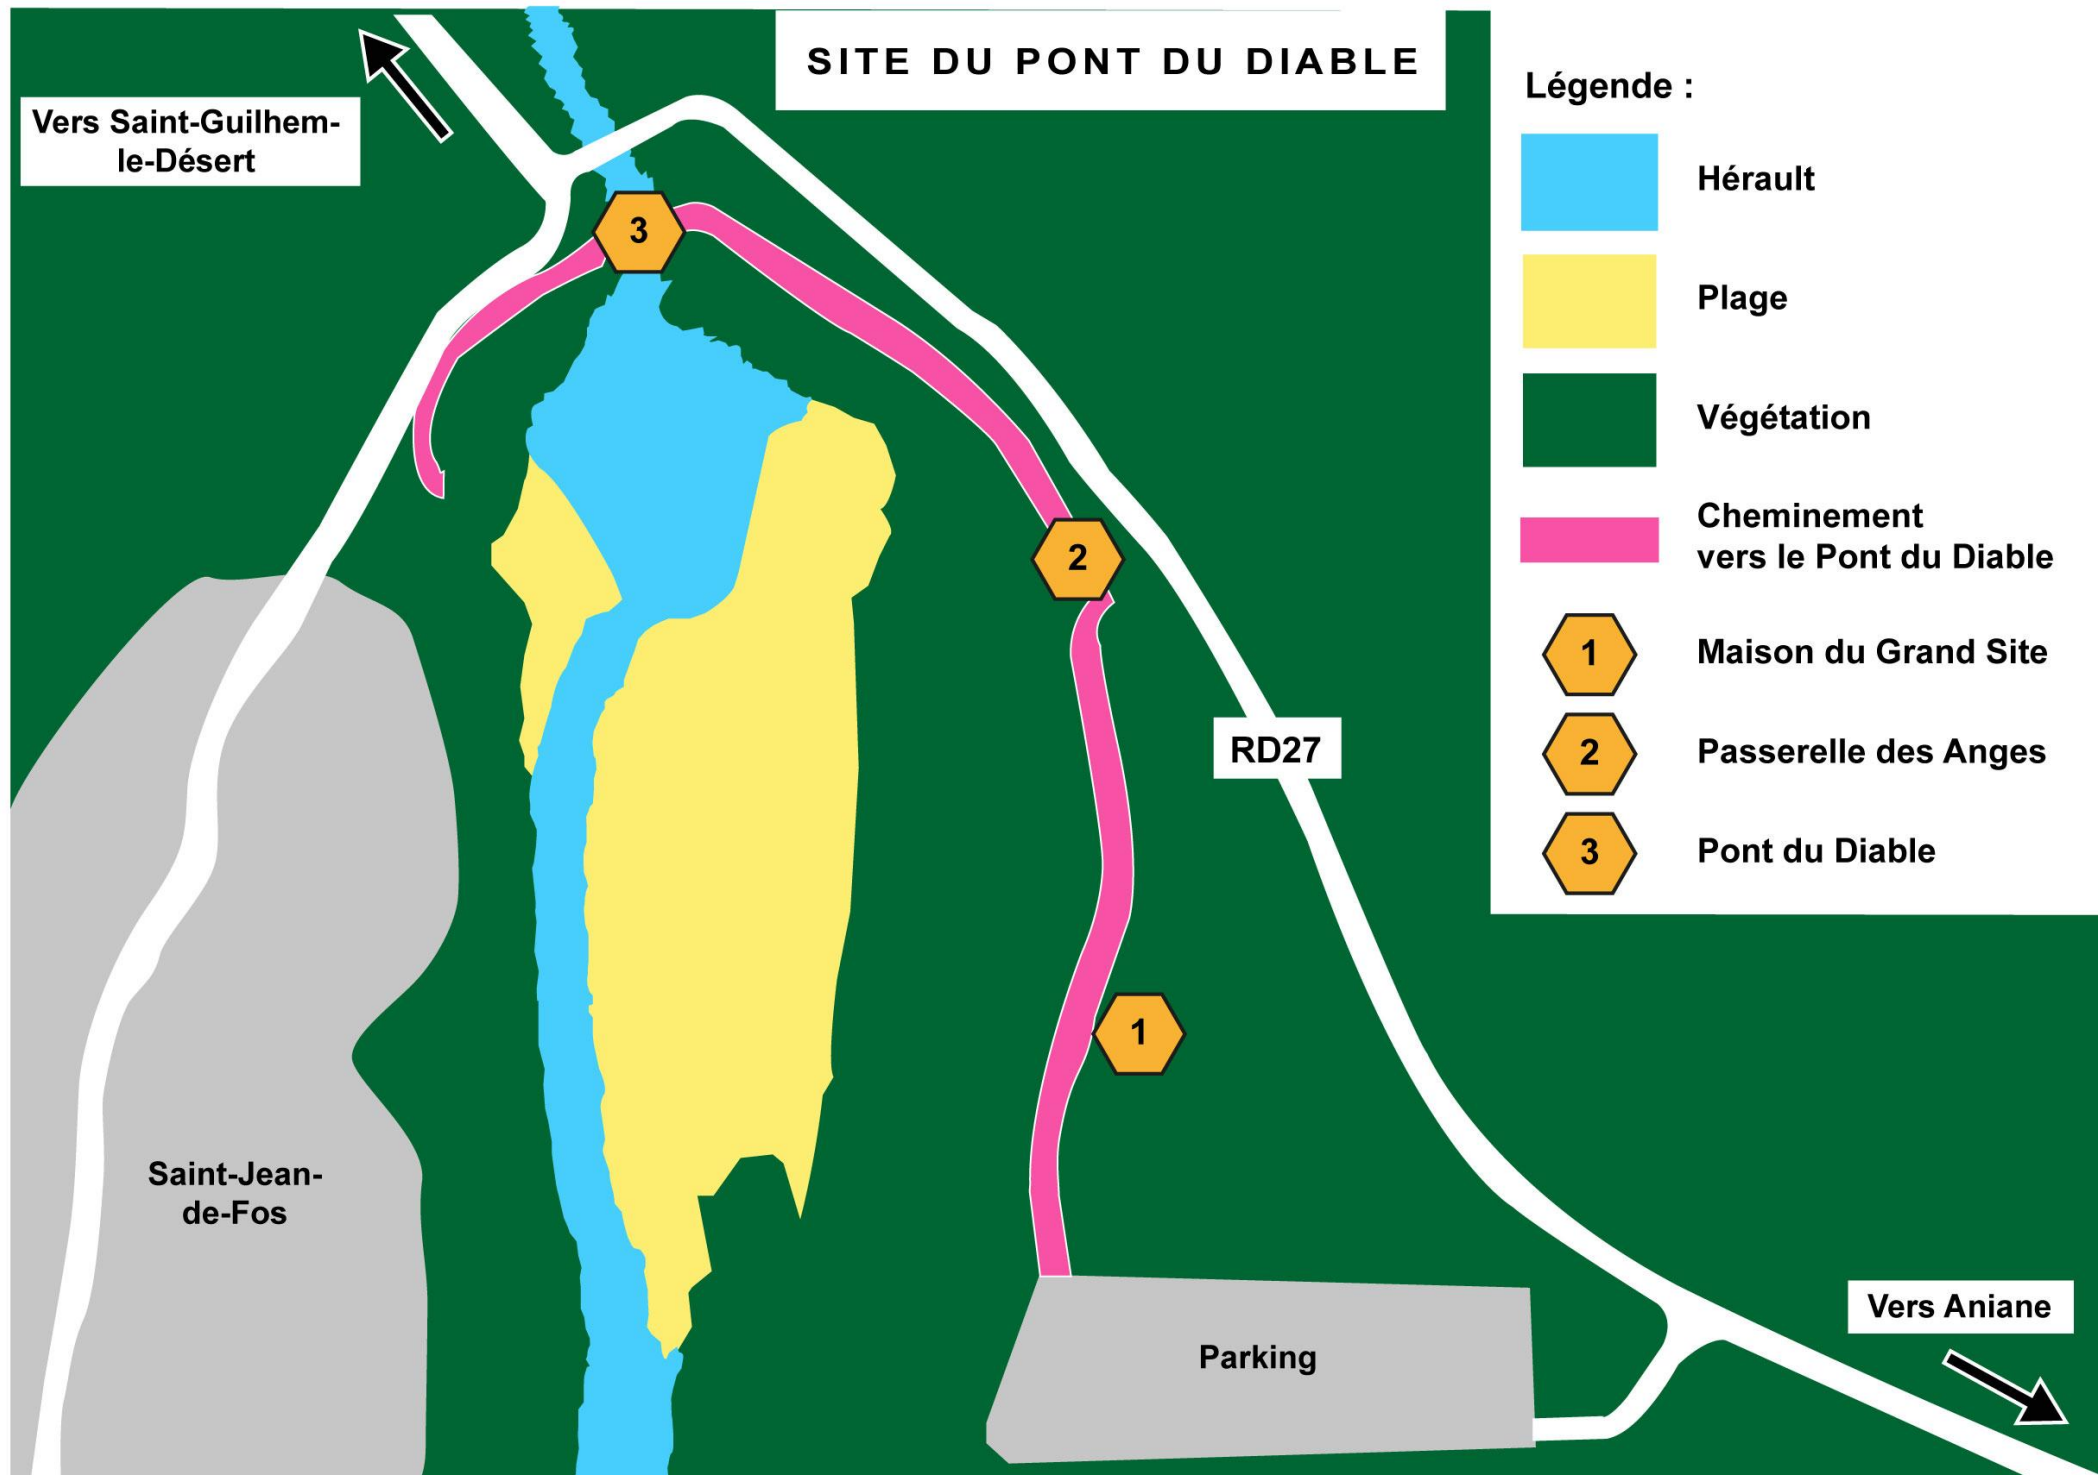 SITE DU PONT DU DIABLE
Vers Saint-Guilhem-
le-Désert
Légende :
Hérault
Plage
Végétation
Cheminement
vers le Pont du Diable
1 Maison du Grand Site
2 Passerelle des Anges
3 Pont du Diable
3
2
RD27
1
Saint-Jean-
de-Fos
Vers Aniane
Parking